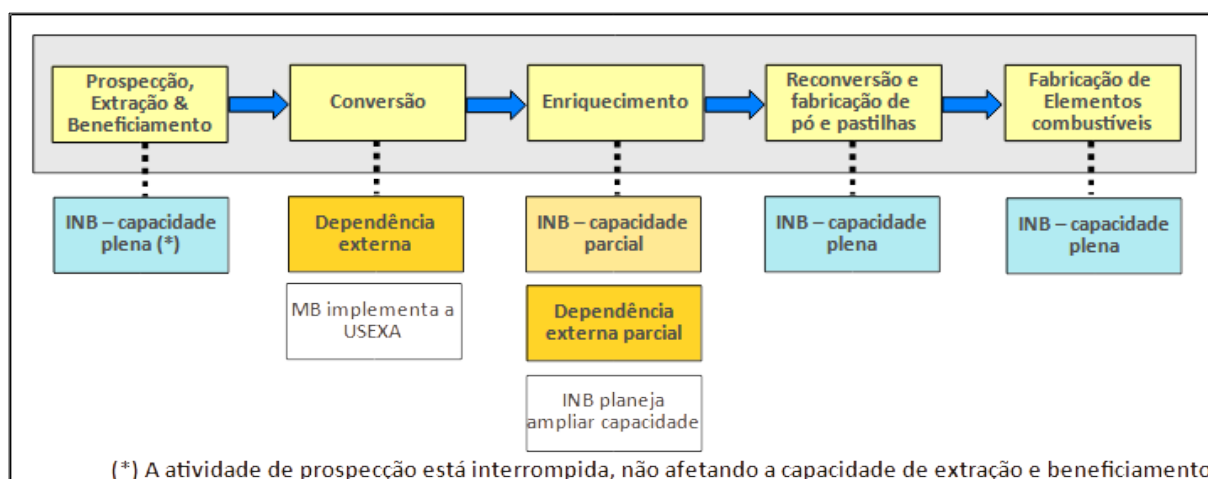 Prospecção,
Extração &
Beneficiamento
Conversão
Enriquecimento
Reconversão e
fabricação de
pó e pastilhas
Fabricação de
Elementos
combustíveis
INB – capacidade
plena (*)
Dependência
externa
INB – capacidade
parcial
INB – capacidade
plena
INB – capacidade
plena
MB implementa a
USEXA
Dependência
externa parcial
INB planeja
ampliar capacidade
(*) A atividade de prospecção está interrompida, não afetando a capacidade de extração e beneficiamento